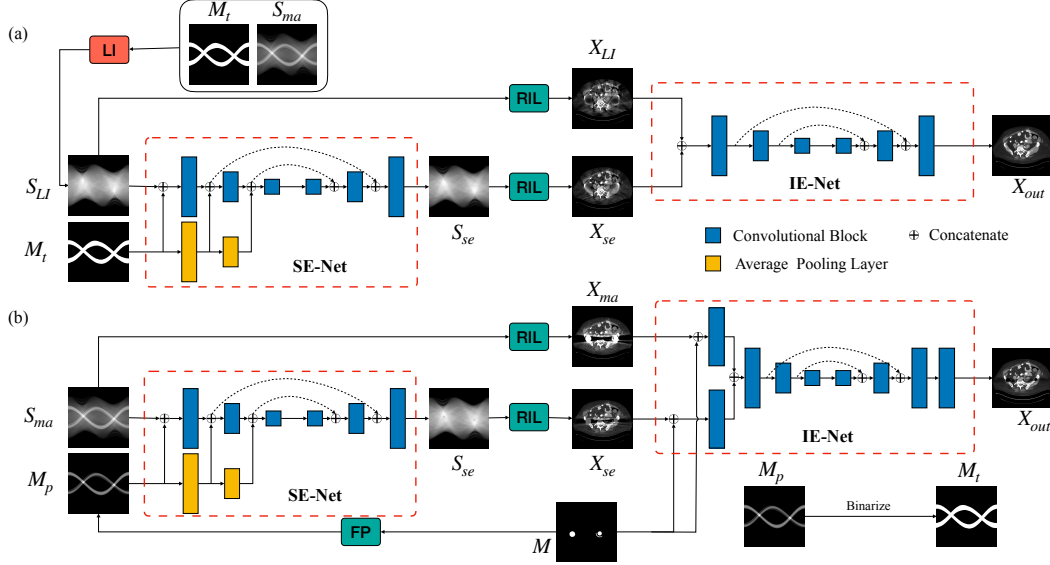 (a)
M_t
S_ma
LI
X_LI
RIL
S_LI
SE-Net
M_t
S_se
RIL
X_se
IE-Net
X_out
Convolutional Block
Concatenate
Average Pooling Layer
(b)
X_ma
RIL
S_ma
SE-Net
M_p
S_se
RIL
X_se
IE-Net
X_out
FP
M
M_p
Binarize
M_t